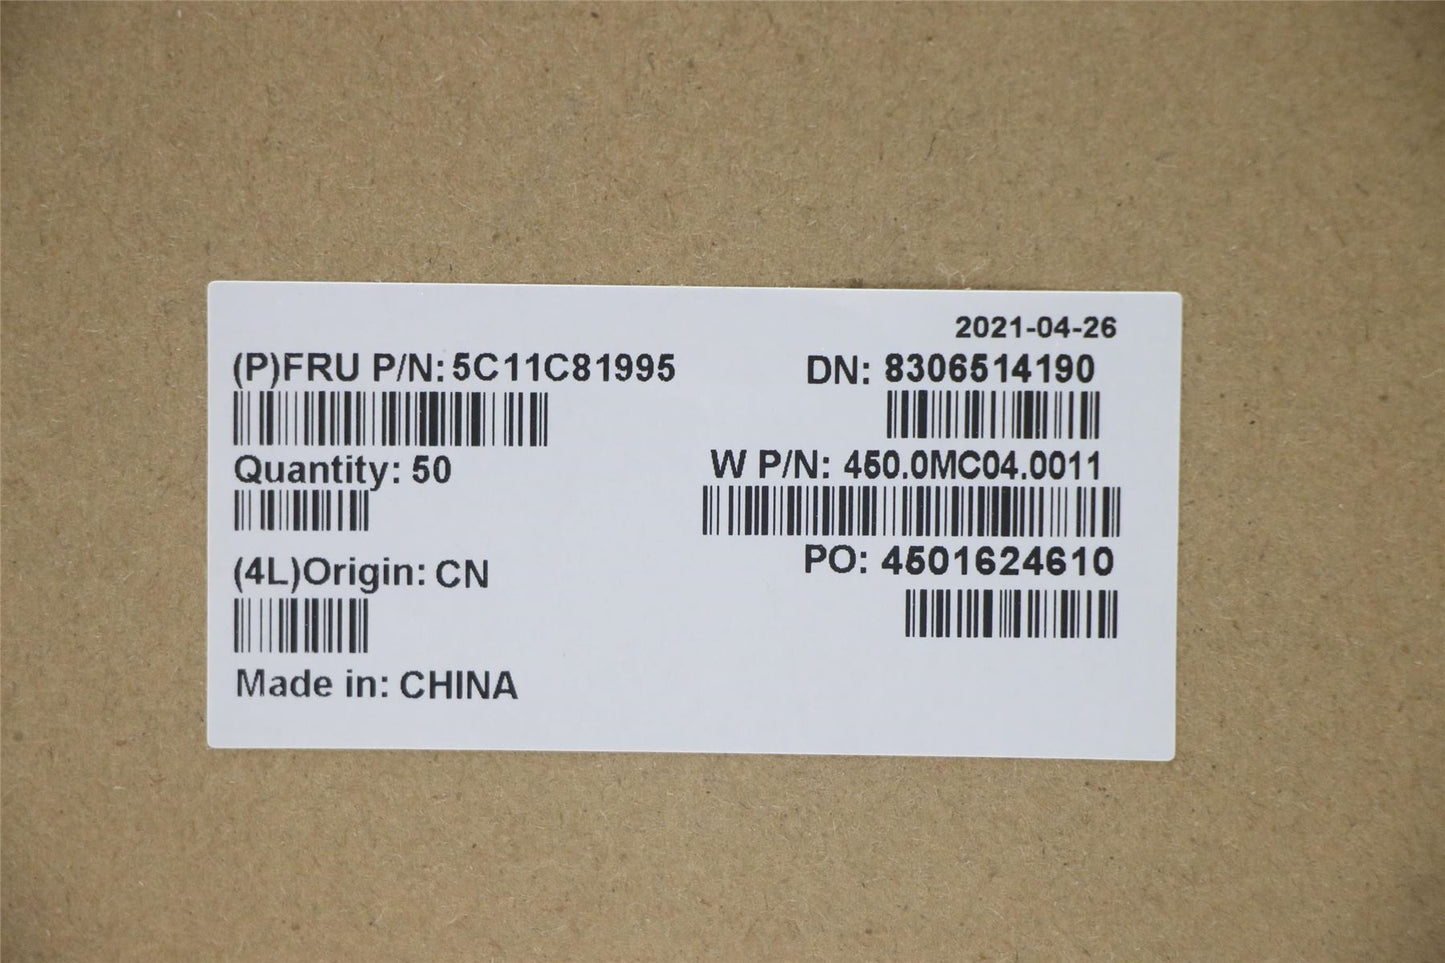 2021-04-26
(P)FRU P/N: 5C11C81995
DN: 8306514190
Quantity: 50
W P/N: 450.0MC04.0011
(4L)Origin: CN
PO: 4501624610
Made in: CHINA